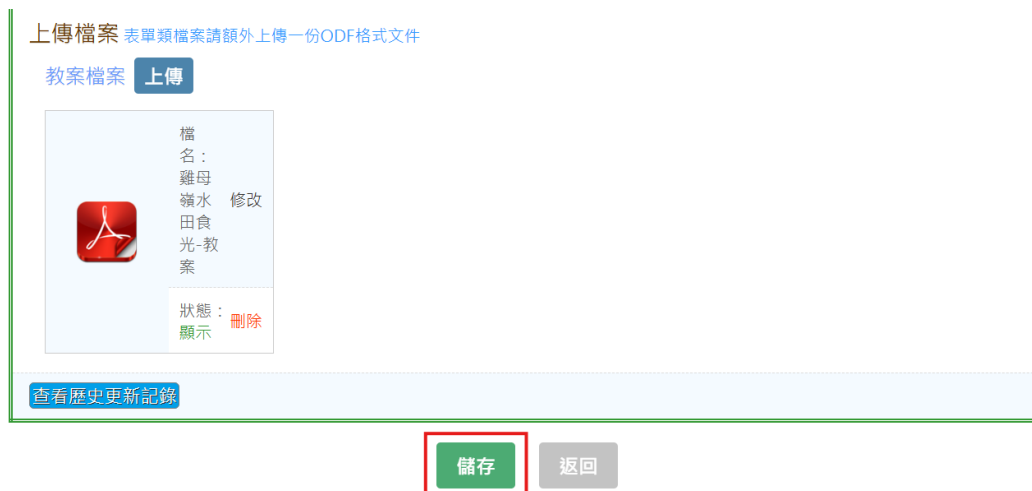 上傳檔案 表單類檔案請額外上傳一份ODF格式文件
教案檔案 上傳
檔
名：
雞母
嶺水
田食
光-教
案
修改
狀態：
顯示
刪除
查看歷史更新記錄
儲存 返回